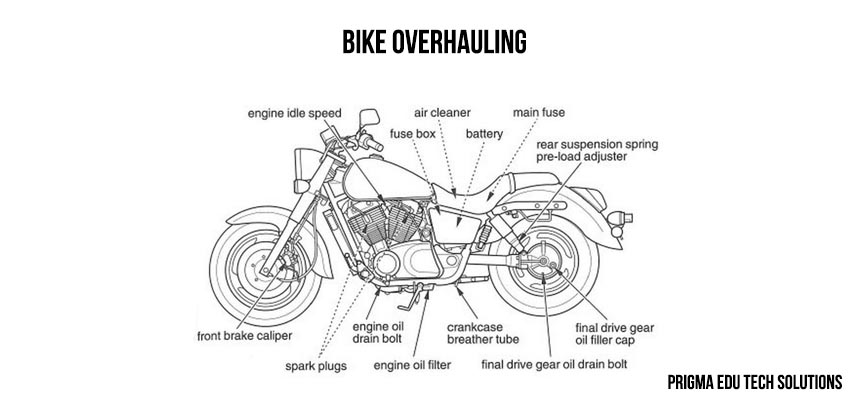 BIKE OVERHAULING
engine idle speed
air cleaner
main fuse
fuse box
battery
rear suspension spring
pre-load adjuster
front brake caliper
engine oil
drain bolt
crankcase
breather tube
final drive gear
oil filler cap
spark plugs
engine oil filter
final drive gear oil drain bolt
PRIGMA EDU TECH SOLUTIONS